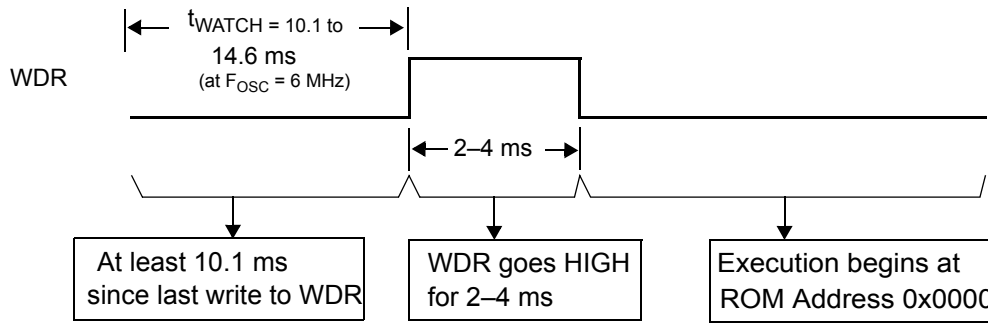 tWATCH = 10.1 to
14.6 ms
(at FOSC = 6 MHz)
WDR
2–4 ms
At least 10.1 ms
since last write to WDR
WDR goes HIGH
for 2–4 ms
Execution begins at
ROM Address 0x0000